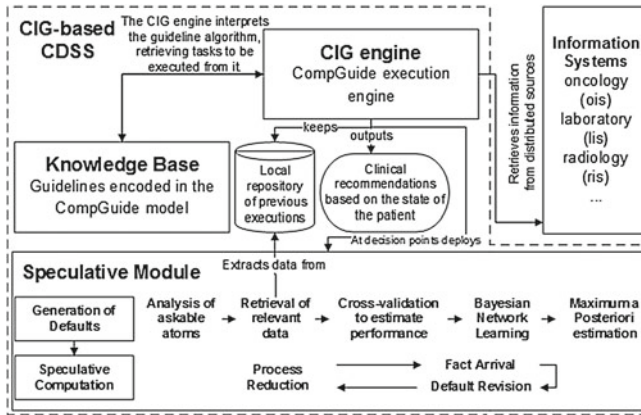 CIG-based
CDSS
The CIG engine interprets
the guideline algorithm,
retrieving tasks to be
executed from it
CIG engine
CompGuide execution
engine
Information
Systems
oncology
(ois)
laboratory
(lis)
radiology
(ris)
...
Retrieves information
from distributed sources
keeps
outputs
Knowledge Base
Guidelines encoded in the
CompGuide model
Local
repository
of previous
executions
Clinical
recommendations
based on the state of
the patient
At decision points deploys
Speculative Module
Extracts data from
Generation of
Defaults
Analysis of
askable
atoms
Retrieval of
relevant
data
Cross-validation
to estimate
performance
Bayesian
Network
Learning
Maximum a
Posteriori
estimation
Speculative
Computation
Process
Reduction
Fact Arrival
Default Revision